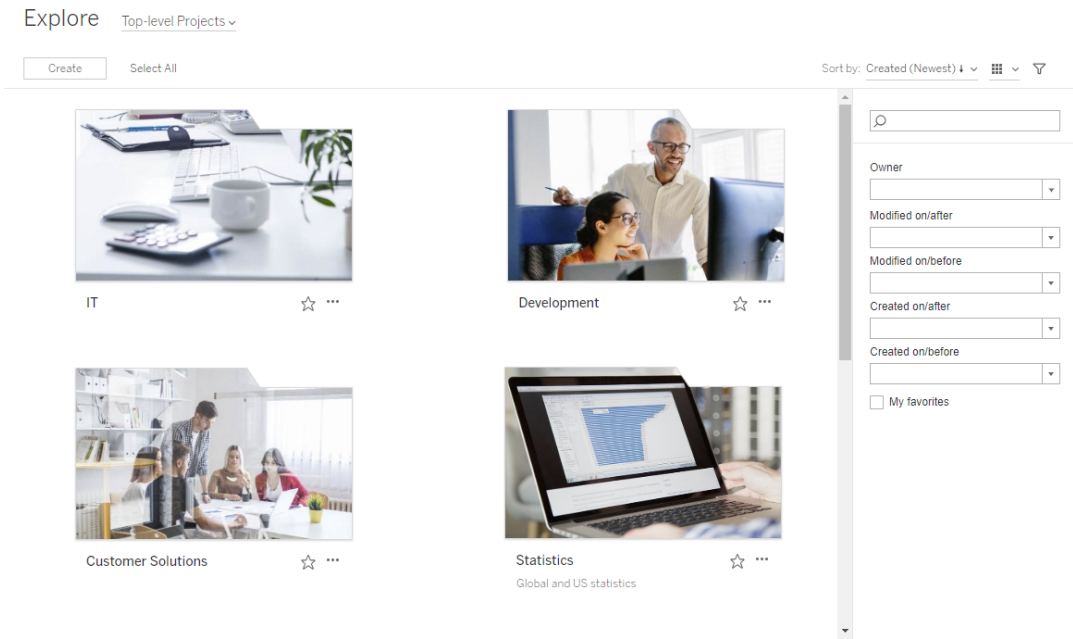 Explore
Top-level Projects
Create
Select All
Sort by: Created (Newest)
Owner
Modified on/after
Modified on/before
Created on/after
Created on/before
My favorites
IT
Development
Customer Solutions
Statistics
Global and US statistics